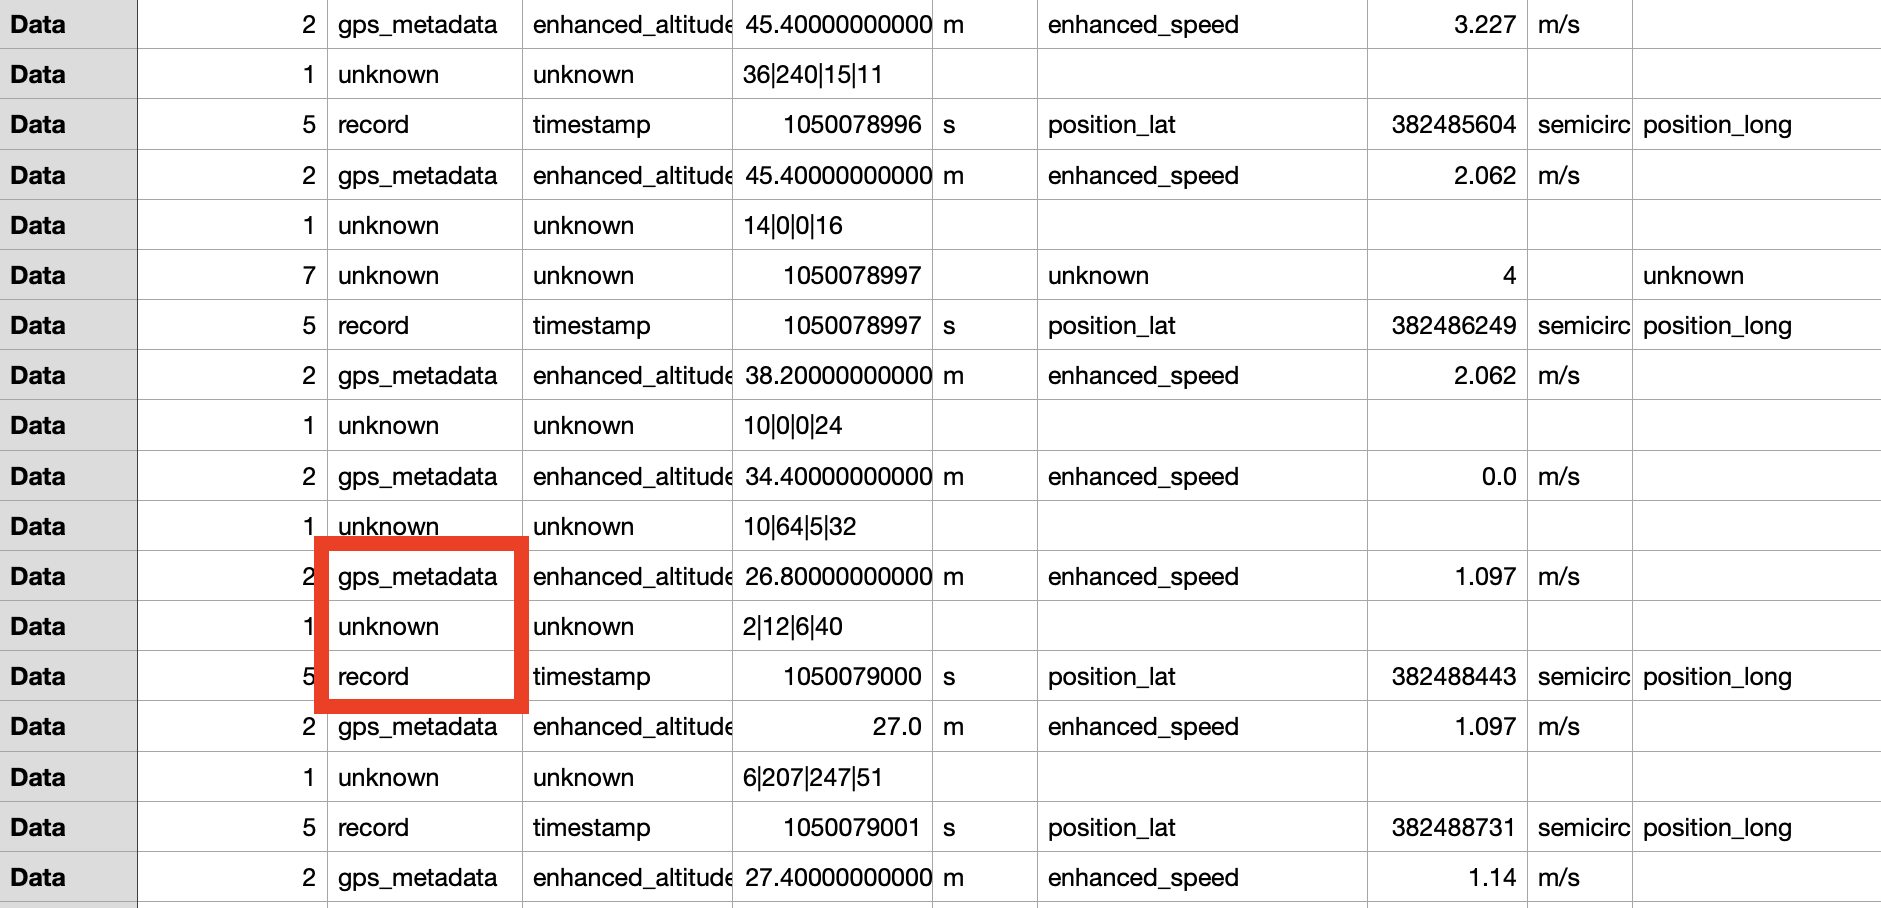 Data 2 gps_metadata enhanced_altitude 45.40000000000 m enhanced_speed 3.227 m/s
Data 1 unknown unknown 36|240|15|11
Data 5 record timestamp 1050078996 s position_lat 382485604 semicirc position_long
Data 2 gps_metadata enhanced_altitude 45.40000000000 m enhanced_speed 2.062 m/s
Data 1 unknown unknown 14|0|0|16
Data 7 unknown unknown 1050078997 unknown 4 unknown
Data 5 record timestamp 1050078997 s position_lat 382486249 semicirc position_long
Data 2 gps_metadata enhanced_altitude 38.20000000000 m enhanced_speed 2.062 m/s
Data 1 unknown unknown 10|0|0|24
Data 2 gps_metadata enhanced_altitude 34.40000000000 m enhanced_speed 0.0 m/s
Data 1 unknown unknown 10|64|5|32
Data 2 gps_metadata enhanced_altitude 26.80000000000 m enhanced_speed 1.097 m/s
Data 1 unknown unknown 2|12|6|40
Data 5 record timestamp 1050079000 s position_lat 382488443 semicirc position_long
Data 2 gps_metadata enhanced_altitude 27.0 m enhanced_speed 1.097 m/s
Data 1 unknown unknown 6|207|247|51
Data 5 record timestamp 1050079001 s position_lat 382488731 semicirc position_long
Data 2 gps_metadata enhanced_altitude 27.40000000000 m enhanced_speed 1.14 m/s